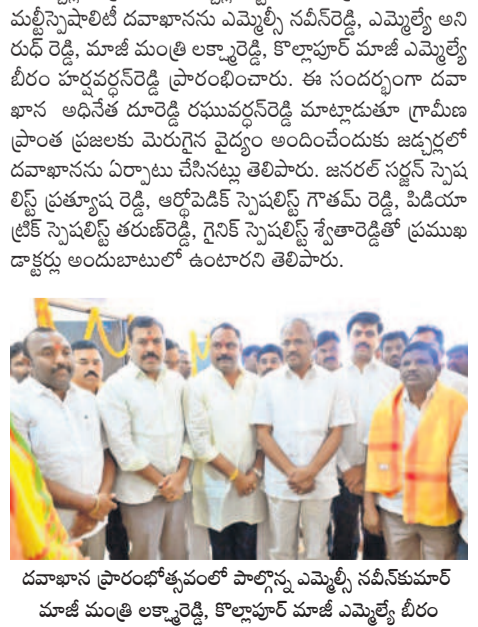 మల్టీస్పెషాలిటీ దవాఖానను ఎమ్మెల్సీ నవీన్‌రెడ్డి, ఎమ్మెల్యే అని
రుధ్ రెడ్డి, మాజీ మంత్రి లక్ష్మారెడ్డి, కొల్లాపూర్ మాజీ ఎమ్మెల్యే
బీరం హర్షవర్ధన్‌రెడ్డి ప్రారంభించారు. ఈ సందర్భంగా దవా
ఖాన అధినేత దూరెడ్డి రఘువర్ధన్‌రెడ్డి మాట్లాడుతూ గ్రామీణ
ప్రాంత ప్రజలకు మెరుగైన వైద్యం అందించేందుకు జడ్చర్లలో
దవాఖానను ఏర్పాటు చేసినట్లు తెలిపారు. జనరల్ సర్జన్ స్పెష
లిస్ట్ ప్రత్యూష రెడ్డి, ఆర్థోపెడిక్ స్పెషలిస్ట్ గౌతమ్ రెడ్డి, పిడియా
ట్రిక్ స్పెషలిస్ట్ తరుణ్‌రెడ్డి, గైనిక్ స్పెషలిస్ట్ శ్వేతారెడ్డితో ప్రముఖ
డాక్టర్లు అందుబాటులో ఉంటారని తెలిపారు.
దవాఖాన ప్రారంభోత్సవంలో పాల్గొన్న ఎమ్మెల్సీ నవీన్‌కుమార్
మాజీ మంత్రి లక్ష్మారెడ్డి, కొల్లాపూర్ మాజీ ఎమ్మెల్యే బీరం